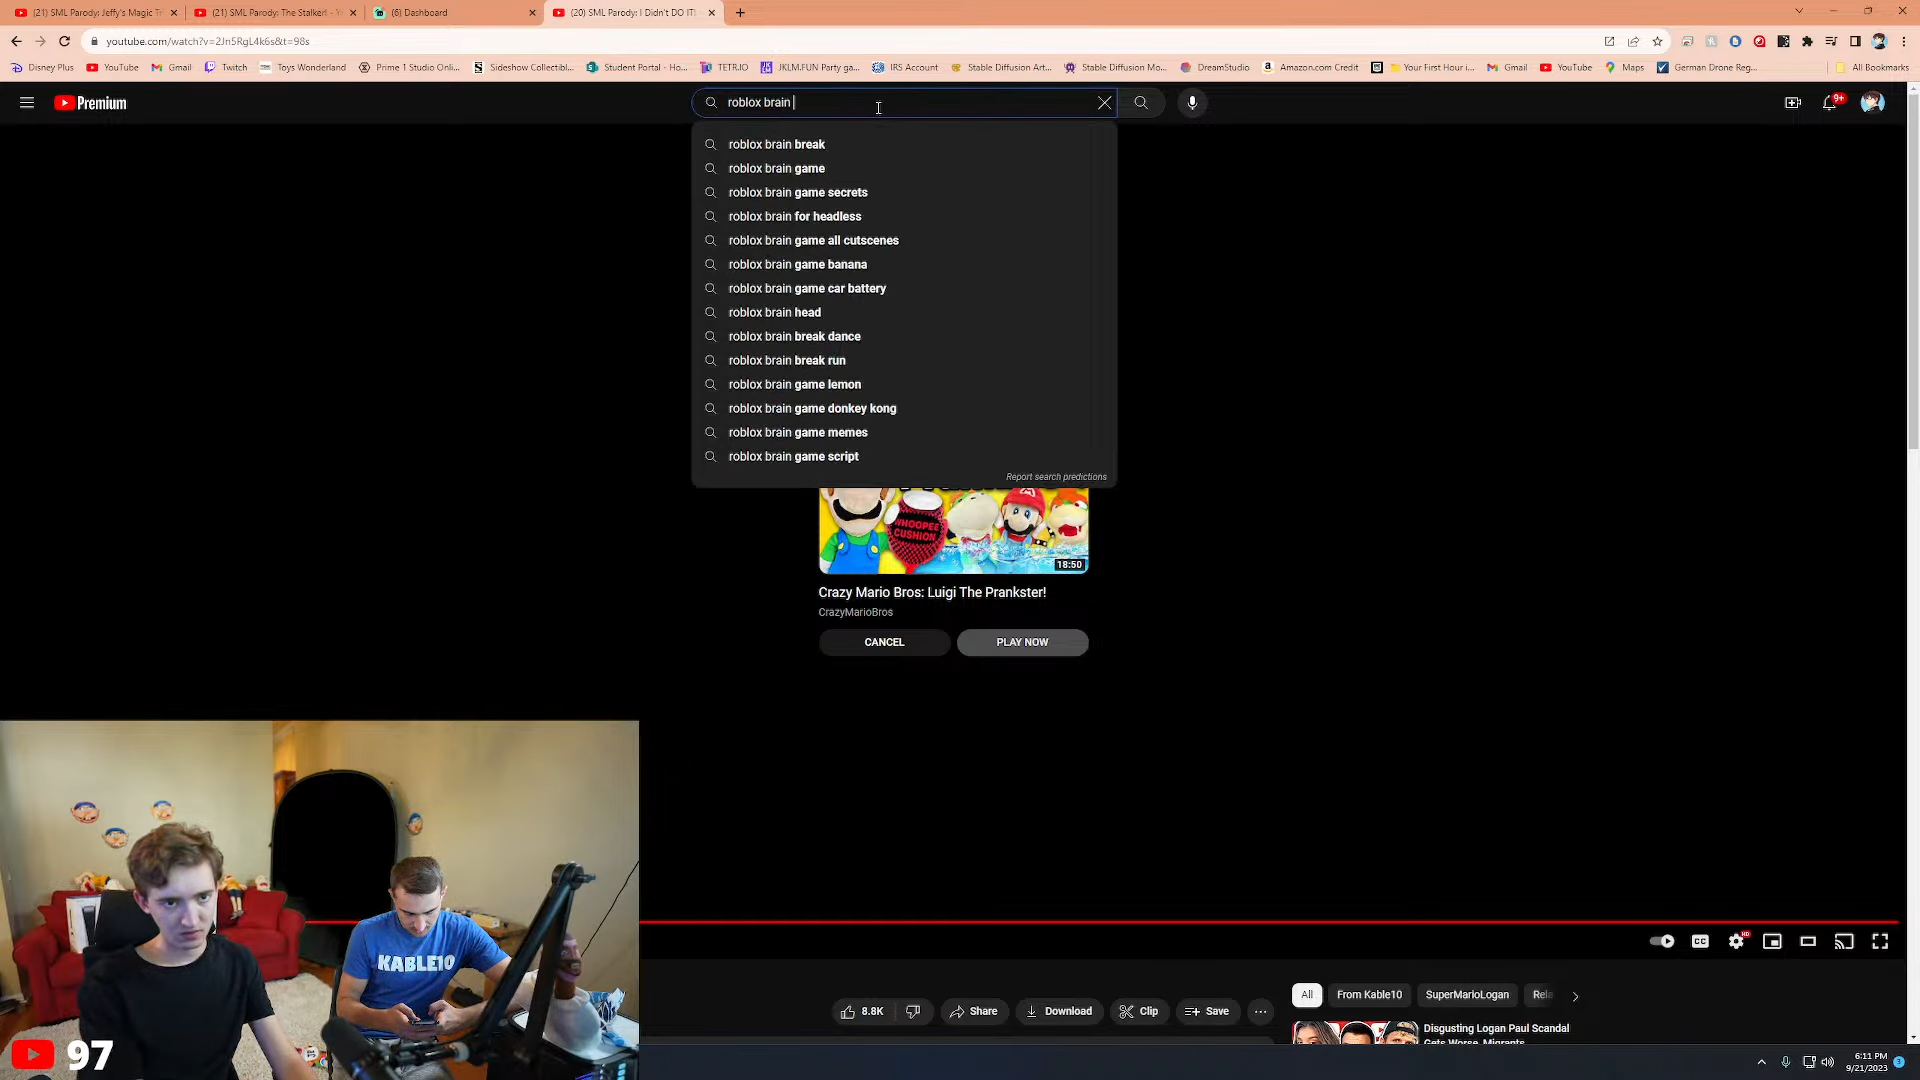 (21) SML Parody: Jeffy's Magic T
(21) SML Parody: The Stalker! - Y
(6) Dashboard
(20) SML Parody: I Didn't DO IT!
youtube.com/watch?v=2Jn5RgL4k6s&t=98s
Disney Plus YouTube Gmail Twitch Toys Wonderland Prime 1 Studio Onli... Sideshow Collectibl... Student Portal - Ho... TETR.IO JKLM.FUN Party ga... IRS Account Stable Diffusion Art... Stable Diffusion Mo... DreamStudio Amazon.com Credit Your First Hour i... Gmail YouTube Maps German Drone Reg... All Bookmarks
Premium
roblox brain
9+
roblox brain break
roblox brain game
roblox brain game secrets
roblox brain for headless
roblox brain game all cutscenes
roblox brain game banana
roblox brain game car battery
roblox brain head
roblox brain break dance
roblox brain break run
roblox brain game lemon
roblox brain game donkey kong
roblox brain game memes
roblox brain game script
Report search predictions
WHOOPEE
CUSHION
18:50
Crazy Mario Bros: Luigi The Prankster!
CrazyMarioBros
CANCEL PLAY NOW
KABLE10
CC
HD
8.8K Share Download Clip Save
All From Kable10 SuperMarioLogan Rela
Disgusting Logan Paul Scandal
Gets Worse, Migrants
97
6:11 PM
9/21/2023
3